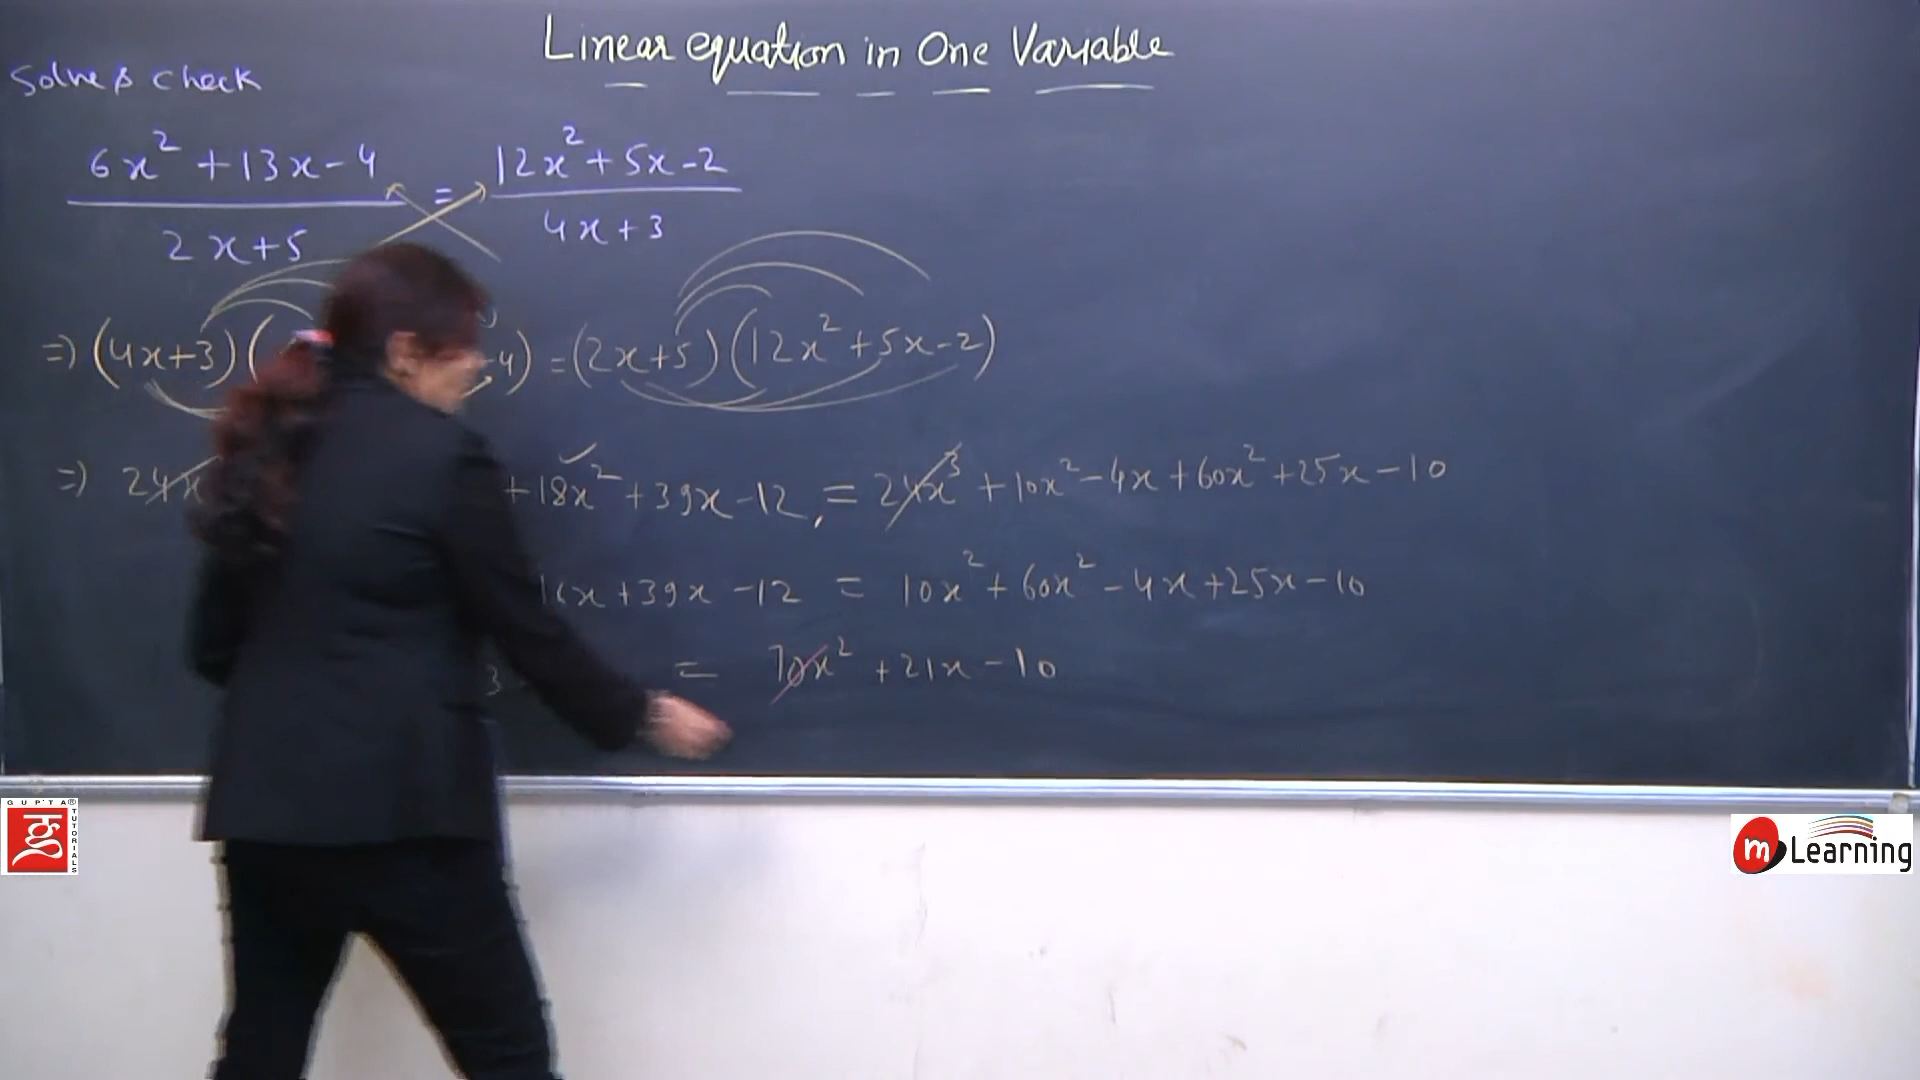 Linear equation in One Variable
Solve & check
6x² + 13x - 4 / 2x + 5 = 12x² + 5x - 2 / 4x + 3
=> (4x+3)( -4) = (2x+5)(12x² + 5x - 2)
=> 24x +18x² + 39x - 12, = 24x³ + 10x² - 4x + 60x² + 25x - 10
16x + 39x - 12 = 10x² + 60x² - 4x + 25x - 10
3 = 70x² + 21x - 10
GUPTA® TUTORIALS
m Learning